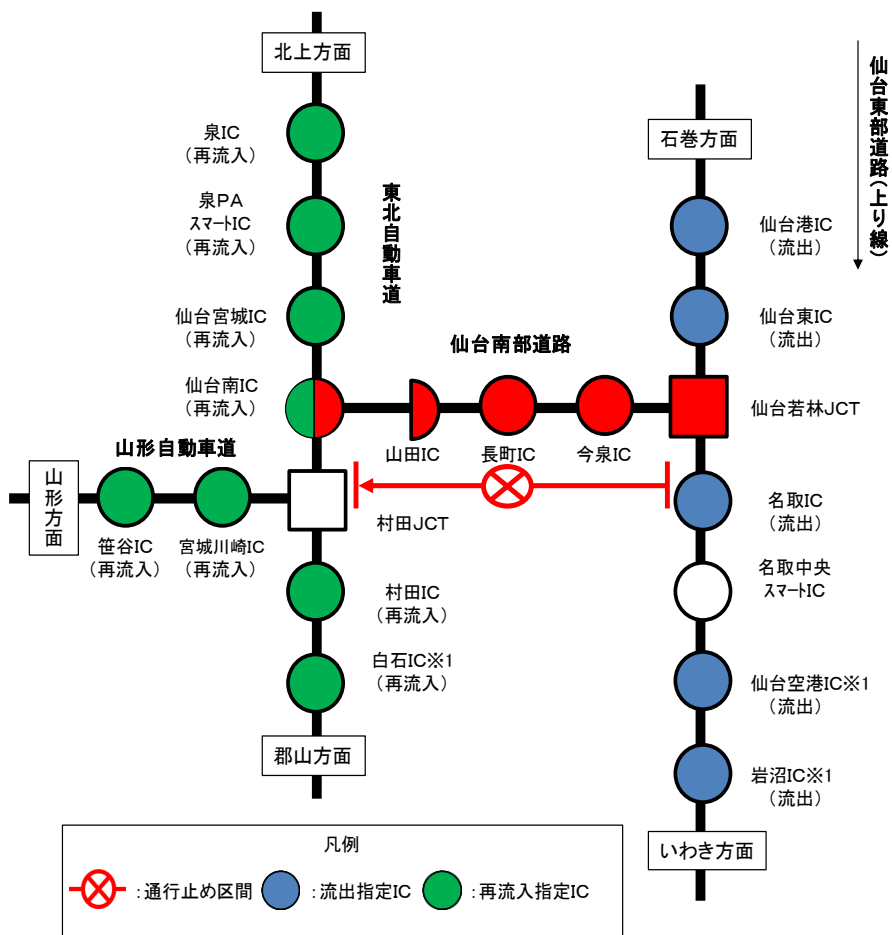 北上方面
泉IC
(再流入)
泉PA
スマートIC
(再流入)
仙台宮城IC
(再流入)
仙台南IC
(再流入)
東北自動車道
仙台南部道路
山田IC
長町IC
今泉IC
山形自動車道
山形方面
笹谷IC
(再流入)
宮城川崎IC
(再流入)
村田JCT
村田IC
(再流入)
白石IC※1
(再流入)
郡山方面
石巻方面
仙台東部道路(上り線)
仙台港IC
(流出)
仙台東IC
(流出)
仙台若林JCT
名取IC
(流出)
名取中央
スマートIC
仙台空港IC※1
(流出)
岩沼IC※1
(流出)
いわき方面
凡例
:通行止め区間
:流出指定IC
:再流入指定IC